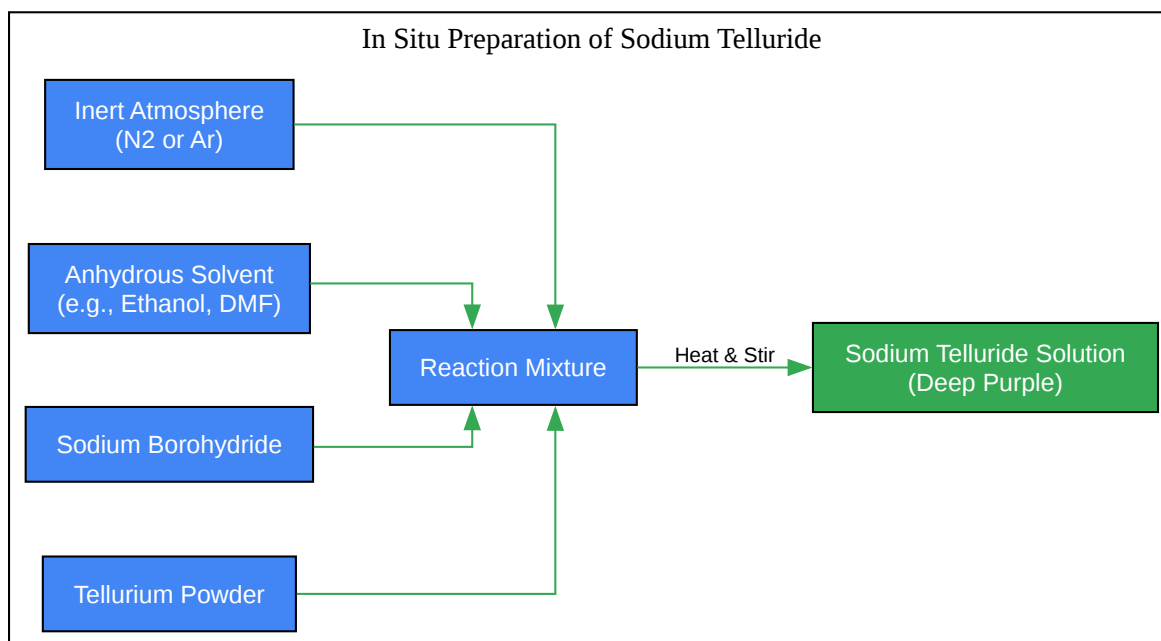 In Situ Preparation of Sodium Telluride
Inert Atmosphere
(N2 or Ar)
Anhydrous Solvent
(e.g., Ethanol, DMF)
Reaction Mixture
Heat & Stir
Sodium Telluride Solution
(Deep Purple)
Sodium Borohydride
Tellurium Powder